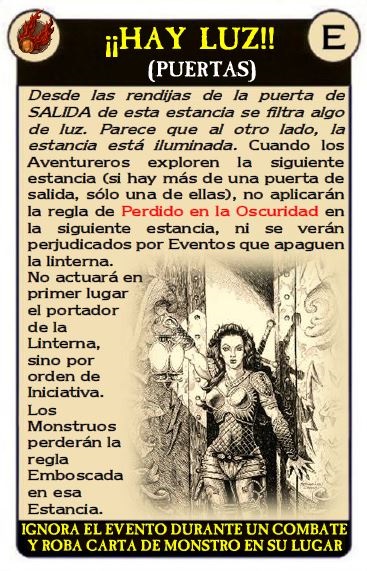 ¡¡HAY LUZ!!
E
(PUERTAS)
Desde las rendijas de la puerta de
SALIDA de esta estancia se filtra algo
de luz. Parece que al otro lado, la
estancia está iluminada. Cuando los
Aventureros exploren la siguiente
estancia (si hay más de una puerta de
salida, sólo una de ellas), no aplicarán
la regla de Perdido en la Oscuridad en
la siguiente estancia, ni se verán
perjudicados por Eventos que apaguen
la linterna.
No actuará en
primer lugar
el portador
de la
Linterna,
sino por
orden de
Iniciativa.
Los
Monstruos
perderán la
regla
Emboscada
en esa
Estancia.
IGNORA EL EVENTO DURANTE UN COMBATE
Y ROBA CARTA DE MONSTRO EN SU LUGAR